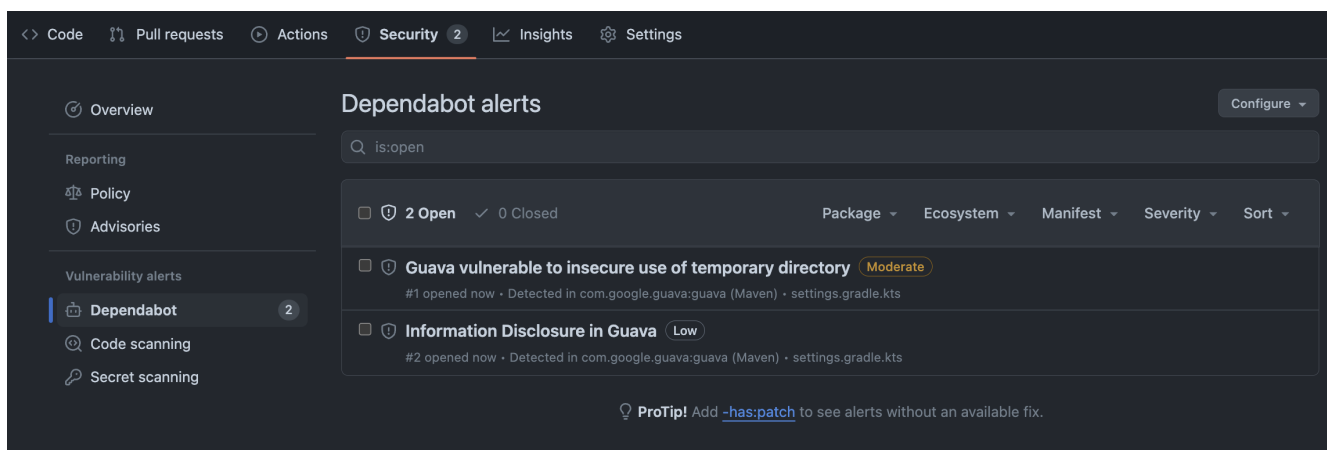 Code Pull requests Actions Security 2 Insights Settings
Overview
Reporting
Policy
Advisories
Vulnerability alerts
Dependabot 2
Code scanning
Secret scanning
Dependabot alerts
Configure
is:open
2 Open 0 Closed Package Ecosystem Manifest Severity Sort
Guava vulnerable to insecure use of temporary directory Moderate
#1 opened now • Detected in com.google.guava:guava (Maven) • settings.gradle.kts
Information Disclosure in Guava Low
#2 opened now • Detected in com.google.guava:guava (Maven) • settings.gradle.kts
ProTip! Add -has:patch to see alerts without an available fix.